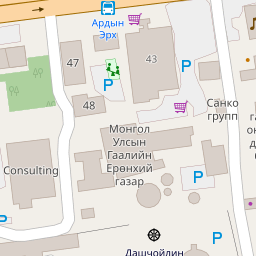 Ардын
Эрх
47
43
P
48
P
Санко
групп
Монгол
Улсын
Гаалийн
Ерөнхий
газар
Consulting
P
P
P
Дашчойлин